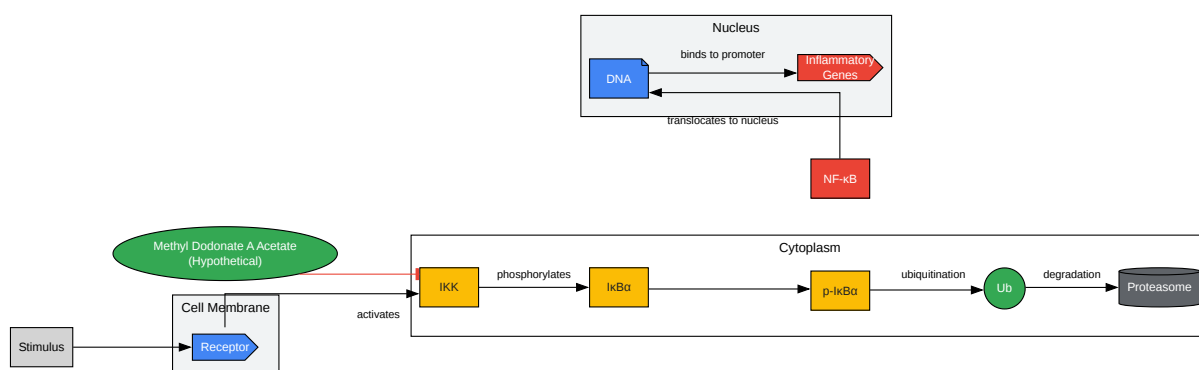 Nucleus
binds to promoter
DNA
Inflammatory
Genes
translocates to nucleus
NF-κB
Methyl Dodonate A Acetate
(Hypothetical)
Cytoplasm
IKK
phosphorylates
IκBα
p-IκBα
ubiquitination
Ub
degradation
Proteasome
Cell Membrane
activates
Stimulus
Receptor